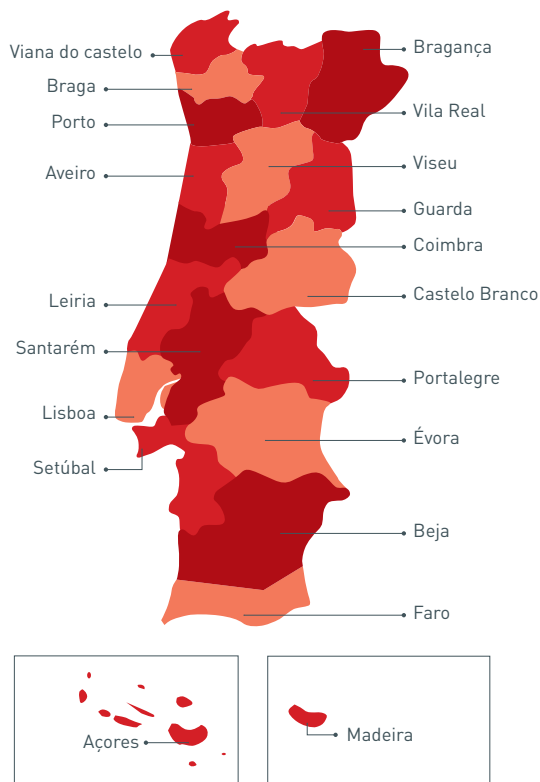 Viana do castelo
Bragança
Braga
Vila Real
Porto
Viseu
Aveiro
Guarda
Coimbra
Castelo Branco
Leiria
Santarém
Portalegre
Lisboa
Évora
Setúbal
Beja
Faro
Açores
Madeira